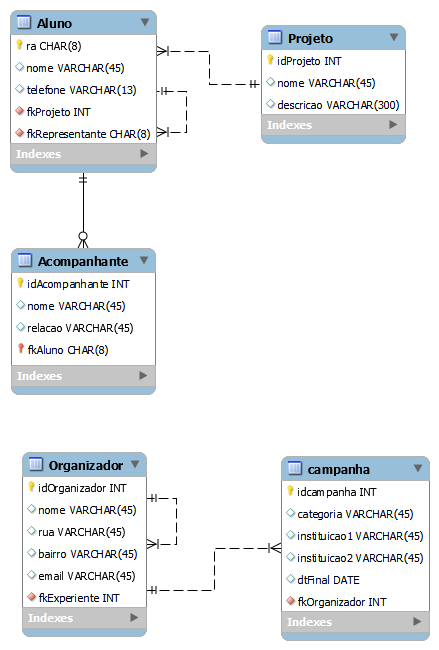 Aluno
ra CHAR(8)
nome VARCHAR(45)
telefone VARCHAR(13)
fkProjeto INT
fkRepresentante CHAR(8)
Indexes
Projeto
idProjeto INT
nome VARCHAR(45)
descricao VARCHAR(300)
Indexes
Acompanhante
idAcompanhante INT
nome VARCHAR(45)
relacao VARCHAR(45)
fkAluno CHAR(8)
Indexes
Organizador
idOrganizador INT
nome VARCHAR(45)
rua VARCHAR(45)
bairro VARCHAR(45)
email VARCHAR(45)
fkExperiente INT
Indexes
campanha
idcampanha INT
categoria VARCHAR(45)
instituicao1 VARCHAR(45)
instituicao2 VARCHAR(45)
dtFinal DATE
fkOrganizador INT
Indexes